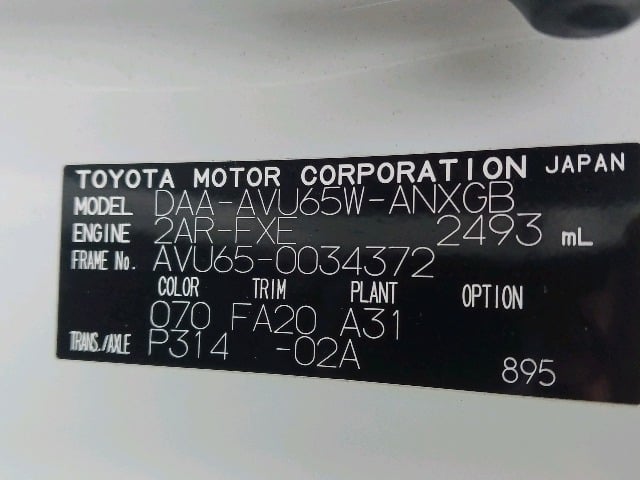 TOYOTA MOTOR CORPORATION JAPAN
MODEL DAA-AVU65W-ANXGB
ENGINE 2AR-FXE 2493 mL
FRAME No. AVU65-0034372
COLOR TRIM PLANT OPTION
070 FA20 A31
TRANS./AXLE P314 -02A
895